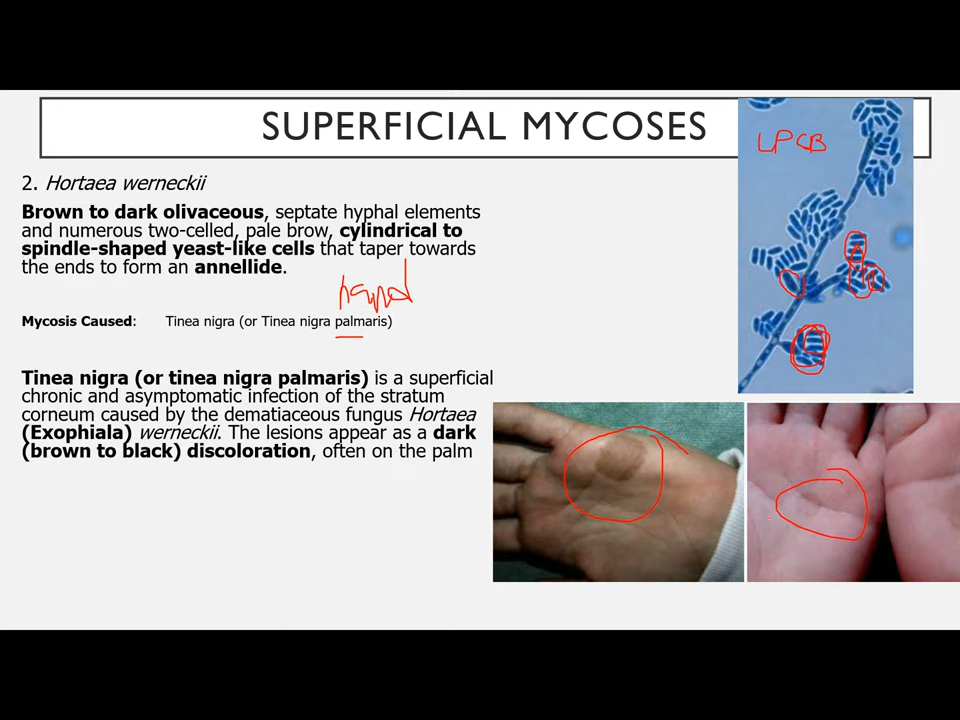 SUPERFICIAL MYCOSES
LPCB
2. Hortaea werneckii
Brown to dark olivaceous, septate hyphal elements
and numerous two-celled, pale brow, cylindrical to
spindle-shaped yeast-like cells that taper towards
the ends to form an annellide.
Mycosis Caused: Tinea nigra (or Tinea nigra palmaris)
Tinea nigra (or tinea nigra palmaris) is a superficial
chronic and asymptomatic infection of the stratum
corneum caused by the dematiaceous fungus Hortaea
(Exophiala) werneckii. The lesions appear as a dark
(brown to black) discoloration, often on the palm